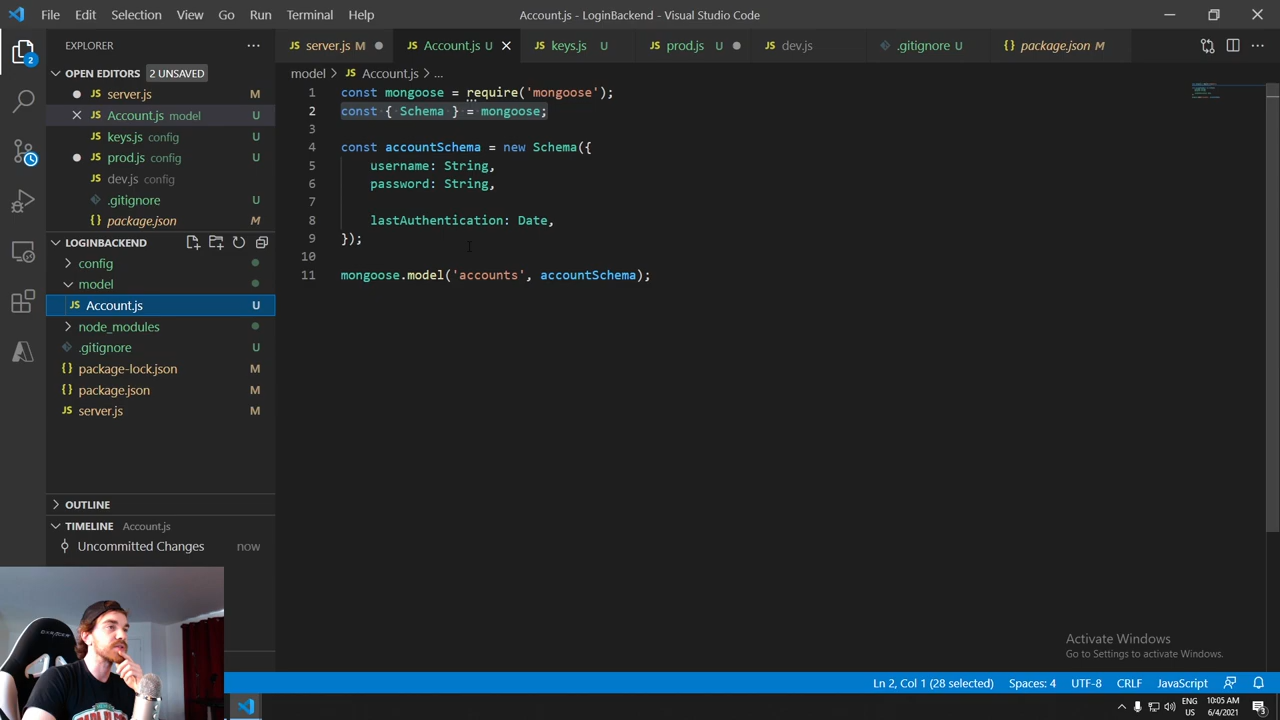 File Edit Selection View Go Run Terminal Help
Account.js - LoginBackend - Visual Studio Code
2
EXPLORER
OPEN EDITORS 2 UNSAVED
JS server.js M
JS Account.js model U
JS keys.js config U
JS prod.js config U
JS dev.js config
.gitignore U
{} package.json M
LOGINBACKEND
config
model
JS Account.js U
node_modules
.gitignore U
{} package-lock.json M
{} package.json M
JS server.js M
OUTLINE
TIMELINE Account.js
Uncommitted Changes now
JS server.js M
JS Account.js U
JS keys.js U
JS prod.js U
JS dev.js
.gitignore U
{} package.json M
model > JS Account.js > ...
1 const mongoose = require('mongoose');
2 const { Schema } = mongoose;
3
4 const accountSchema = new Schema({
5 username: String,
6 password: String,
7
8 lastAuthentication: Date,
9 });
10
11 mongoose.model('accounts', accountSchema);
Activate Windows
Go to Settings to activate Windows.
Ln 2, Col 1 (28 selected) Spaces: 4 UTF-8 CRLF JavaScript
ENG
US
10:05 AM
6/4/2021
3